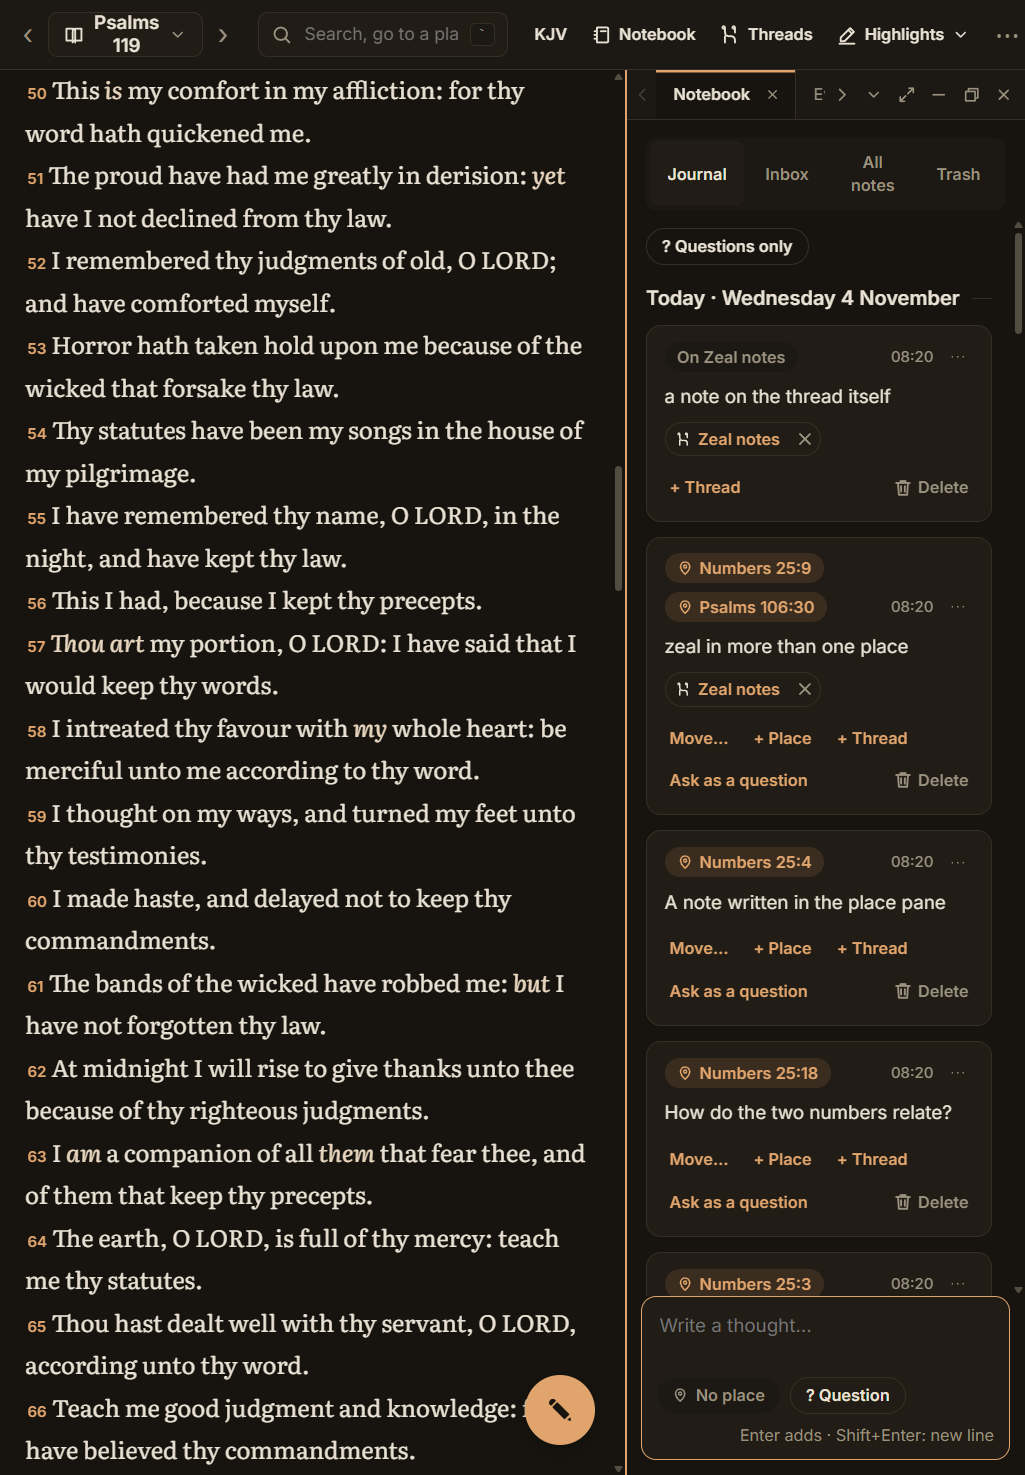 Psalms
119
Search, go to a pla
`
KJV
Notebook
Threads
Highlights
50 This is my comfort in my affliction: for thy
word hath quickened me.
51 The proud have had me greatly in derision: yet
have I not declined from thy law.
52 I remembered thy judgments of old, O LORD;
and have comforted myself.
53 Horror hath taken hold upon me because of the
wicked that forsake thy law.
54 Thy statutes have been my songs in the house of
my pilgrimage.
55 I have remembered thy name, O LORD, in the
night, and have kept thy law.
56 This I had, because I kept thy precepts.
57 Thou art my portion, O LORD: I have said that I
would keep thy words.
58 I intreated thy favour with my whole heart: be
merciful unto me according to thy word.
59 I thought on my ways, and turned my feet unto
thy testimonies.
60 I made haste, and delayed not to keep thy
commandments.
61 The bands of the wicked have robbed me: but I
have not forgotten thy law.
62 At midnight I will rise to give thanks unto thee
because of thy righteous judgments.
63 I am a companion of all them that fear thee, and
of them that keep thy precepts.
64 The earth, O LORD, is full of thy mercy: teach
me thy statutes.
65 Thou hast dealt well with thy servant, O LORD,
according unto thy word.
66 Teach me good judgment and knowledge:
have believed thy commandments.
Notebook
Journal
Inbox
All
notes
Trash
? Questions only
Today · Wednesday 4 November
On Zeal notes 08:20
a note on the thread itself
Zeal notes
+ Thread Delete
Numbers 25:9
Psalms 106:30 08:20
zeal in more than one place
Zeal notes
Move... + Place + Thread
Ask as a question Delete
Numbers 25:4 08:20
A note written in the place pane
Move... + Place + Thread
Ask as a question Delete
Numbers 25:18 08:20
How do the two numbers relate?
Move... + Place + Thread
Ask as a question Delete
Numbers 25:3 08:20
Write a thought...
No place ? Question
Enter adds · Shift+Enter: new line